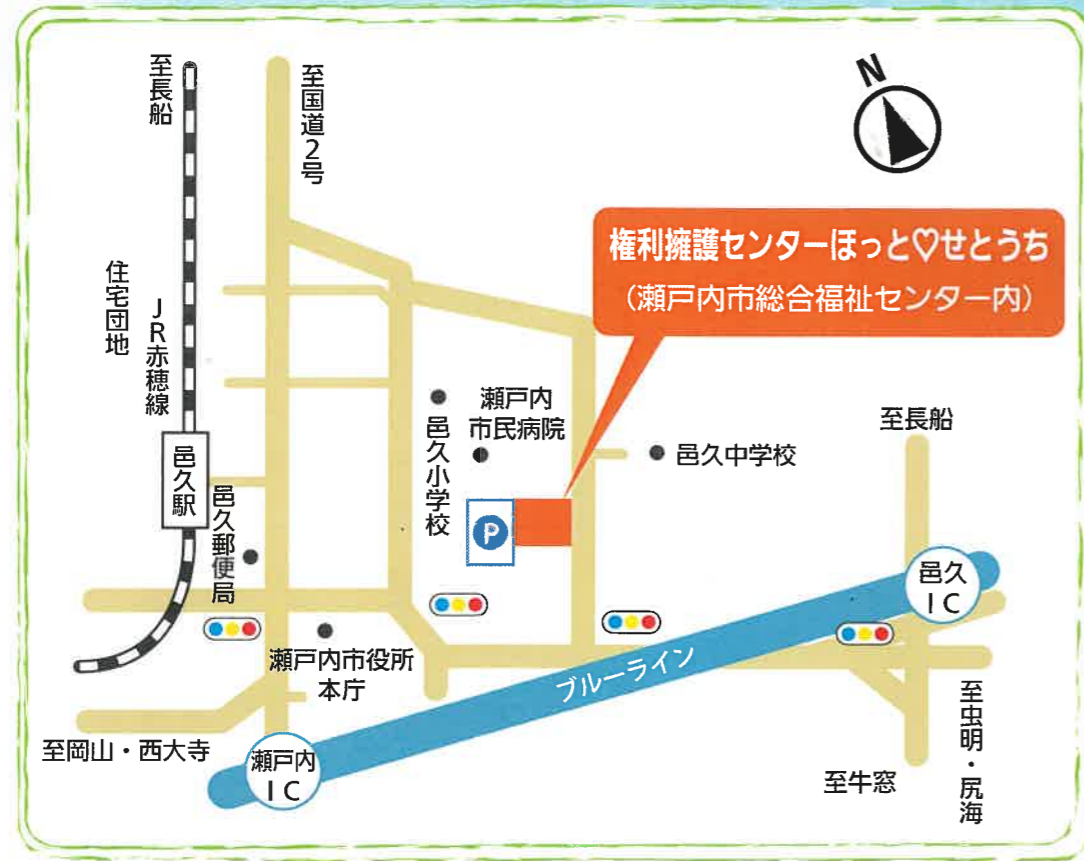 至長船
至国道2号
N
権利擁護センターほっと♡せとうち
（瀬戸内市総合福祉センター内）
住宅団地
JR赤穂線
邑久駅
邑久郵便局
邑久小学校
瀬戸内
市民病院
邑久中学校
至長船
P
邑久
IC
瀬戸内市役所
本庁
ブルーライン
至岡山・西大寺
瀬戸内
IC
至牛窓
至虫明・尻海